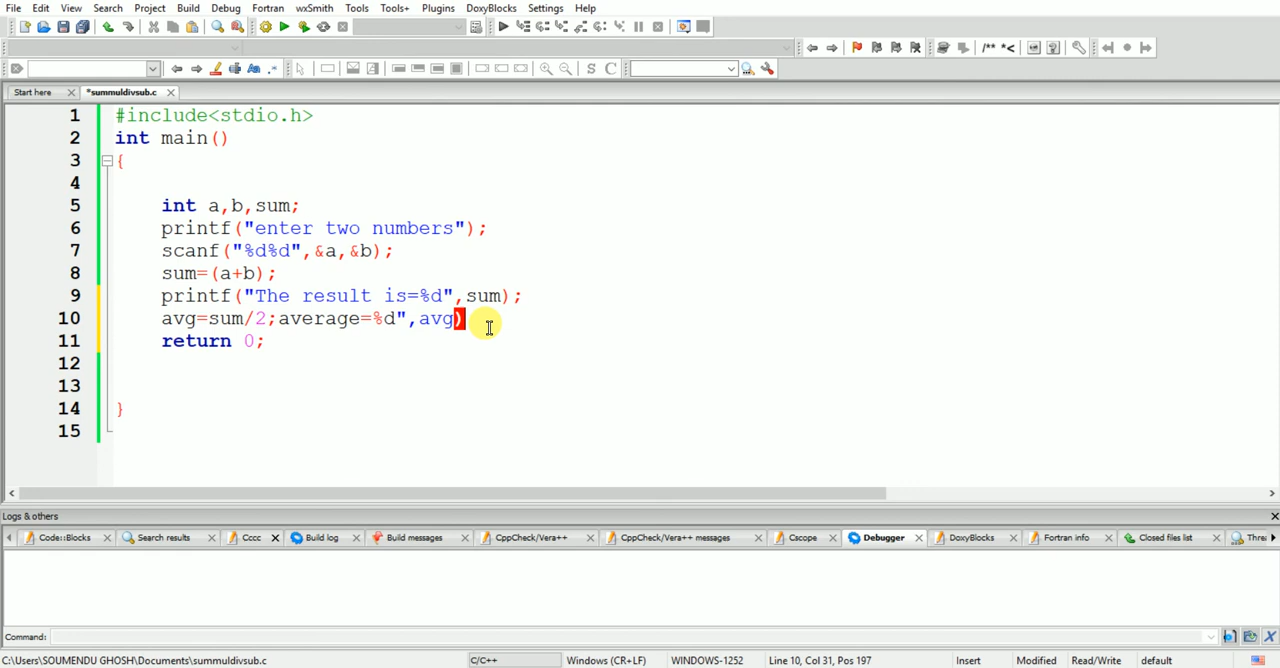 File Edit View Search Project Build Debug Fortran wxSmith Tools Tools+ Plugins DoxyBlocks Settings Help
/** *<
S C
Start here *summuldivsub.c
1 #include<stdio.h>
2 int main()
3 {
4
5 int a,b,sum;
6 printf("enter two numbers");
7 scanf("%d%d",&a,&b);
8 sum=(a+b);
9 printf("The result is=%d",sum);
10 avg=sum/2;average=%d",avg)
11 return 0;
12
13
14 }
15
Logs & others
Code::Blocks Search results Cccc Build log Build messages CppCheck/Vera++ CppCheck/Vera++ messages Cscope Debugger DoxyBlocks Fortran info Closed files list Threa
Command:
C:\Users\SOUMENDU GHOSH\Documents\summuldivsub.c C/C++ Windows (CR+LF) WINDOWS-1252 Line 10, Col 31, Pos 197 Insert Modified Read/Write default